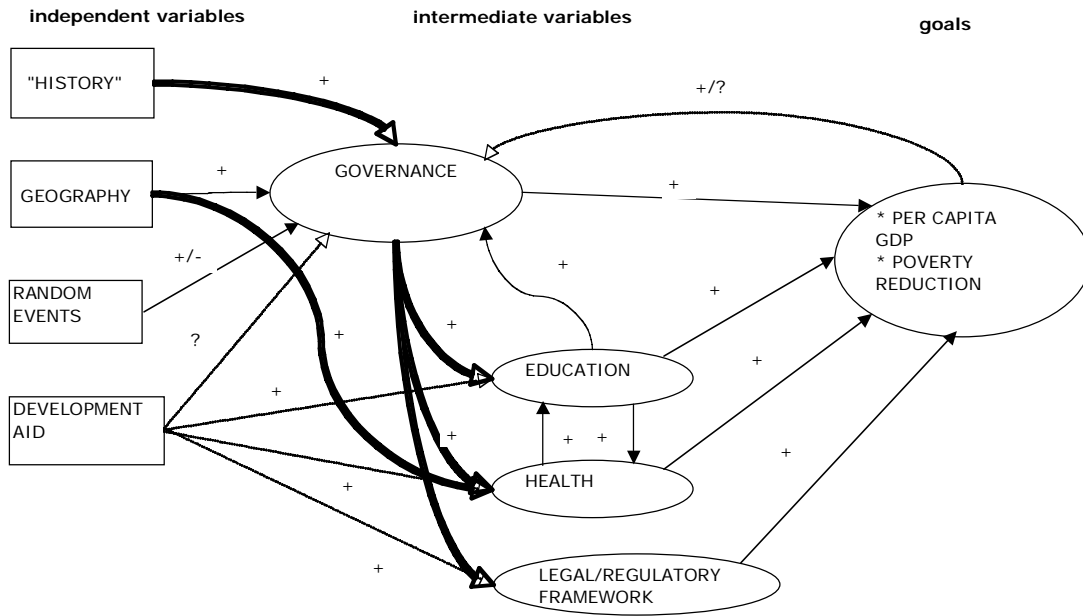 independent variables
intermediate variables
goals
"HISTORY"
+
+/?
GOVERNANCE
GEOGRAPHY
+
+
* PER CAPITA
GDP
* POVERTY
REDUCTION
+/-
+
RANDOM
EVENTS
+
?
+
+
+
EDUCATION
+
DEVELOPMENT
AID
+
+
+
+
+
HEALTH
+
+
LEGAL/REGULATORY
FRAMEWORK